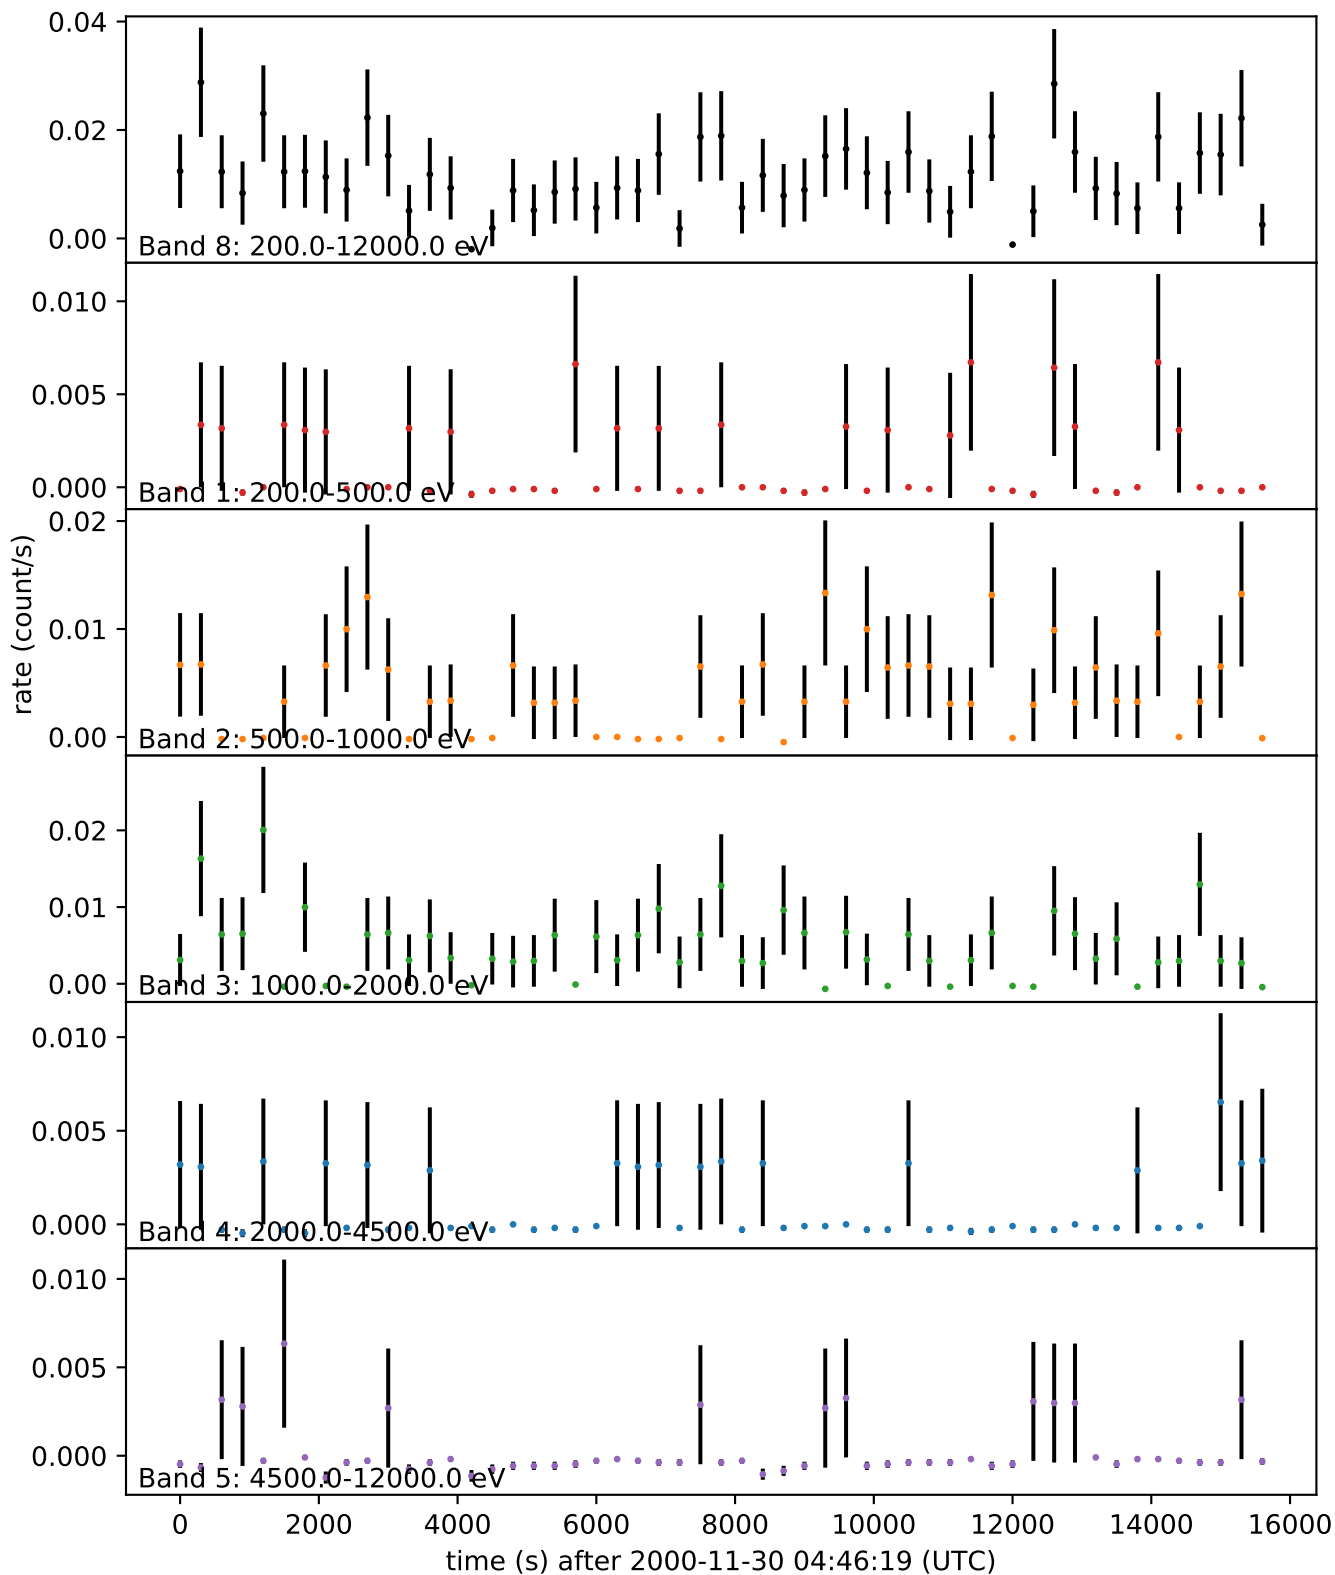 0.04
0.02
0.00
Band 8: 200.0-12000.0 eV
0.010
0.005
0.000
Band 1: 200.0-500.0 eV
rate (count/s)
0.02
0.01
0.00
Band 2: 500.0-1000.0 eV
0.02
0.01
0.00
Band 3: 1000.0-2000.0 eV
0.010
0.005
0.000
Band 4: 2000.0-4500.0 eV
0.010
0.005
0.000
Band 5: 4500.0-12000.0 eV
0 2000 4000 6000 8000 10000 12000 14000 16000
time (s) after 2000-11-30 04:46:19 (UTC)